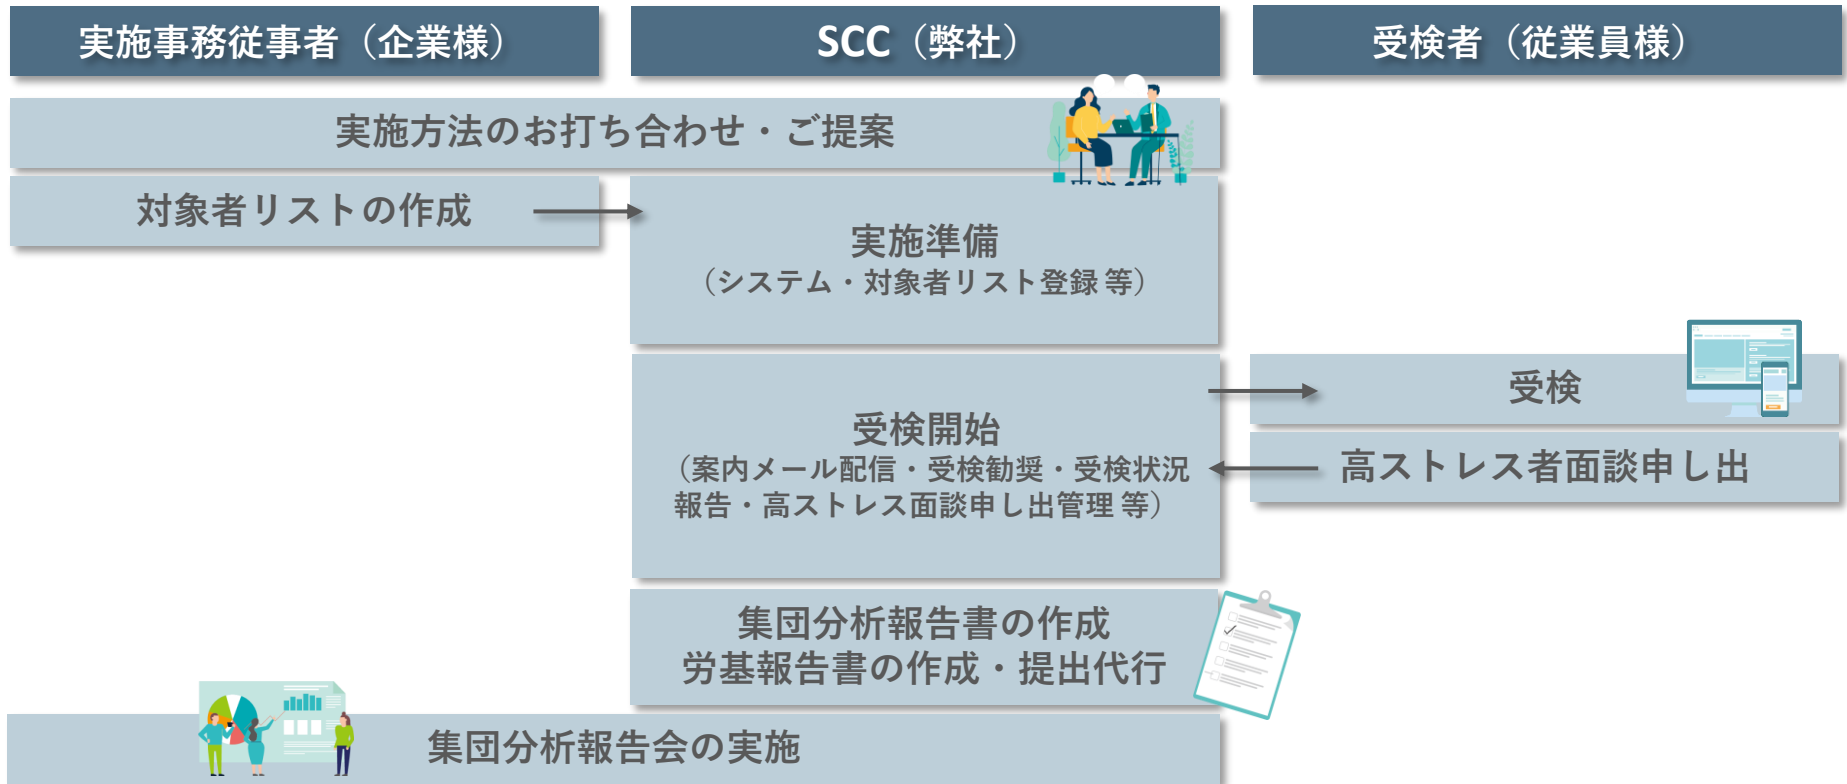 実施事務従事者（企業様）
SCC（弊社）
受検者（従業員様）
実施方法のお打ち合わせ・ご提案
対象者リストの作成
実施準備
（システム・対象者リスト登録 等）
受検開始
（案内メール配信・受検勧奨・受検状況
報告・高ストレス面談申し出管理 等）
受検
高ストレス者面談申し出
集団分析報告書の作成
労基報告書の作成・提出代行
集団分析報告会の実施